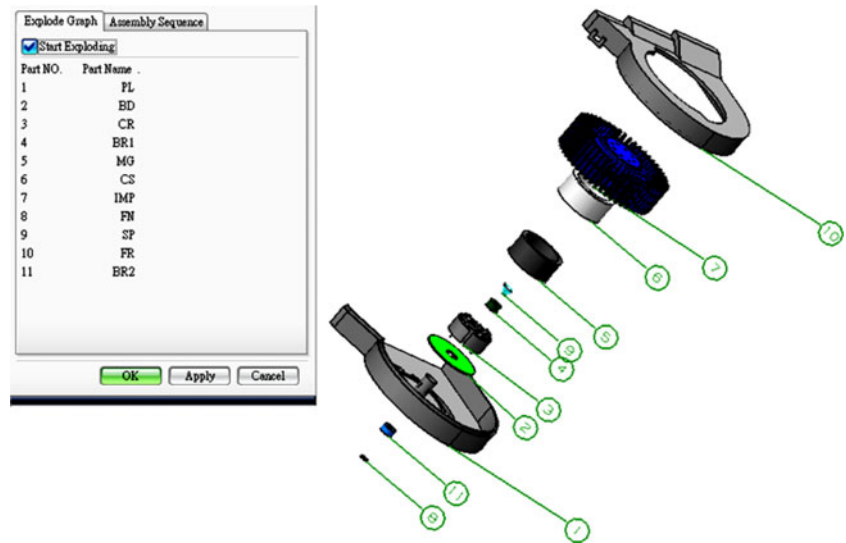 Explode Graph Assembly Sequence
Start Exploding
Part NO. Part Name .
1 PL
2 BD
3 CR
4 BR1
5 MG
6 CS
7 IMP
8 FN
9 SP
10 FR
11 BR2
OK Apply Cancel
10
7
6
5
9
4
3
2
11
8
1